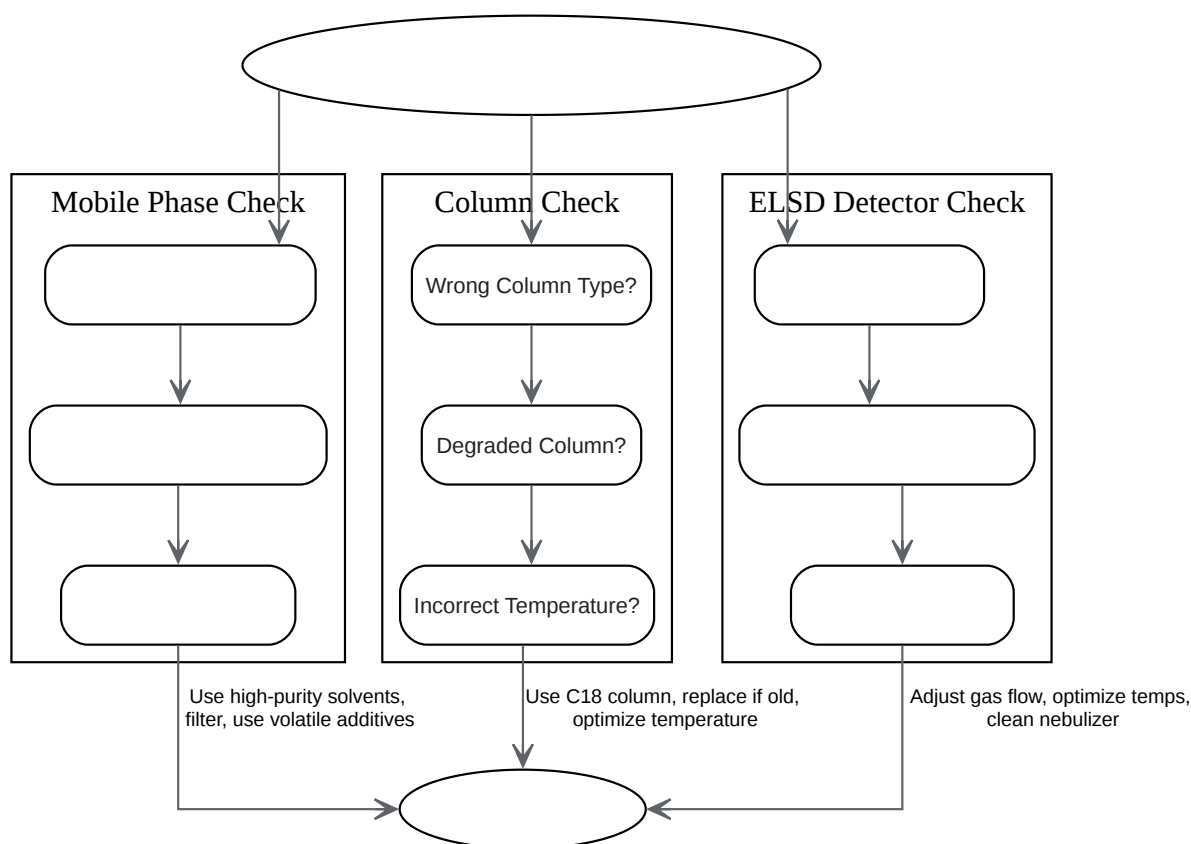 Mobile Phase Check
Column Check
ELSD Detector Check
Wrong Column Type?
Degraded Column?
Incorrect Temperature?
Use high-purity solvents,
filter, use volatile additives
Use C18 column, replace if old,
optimize temperature
Adjust gas flow, optimize temps,
clean nebulizer